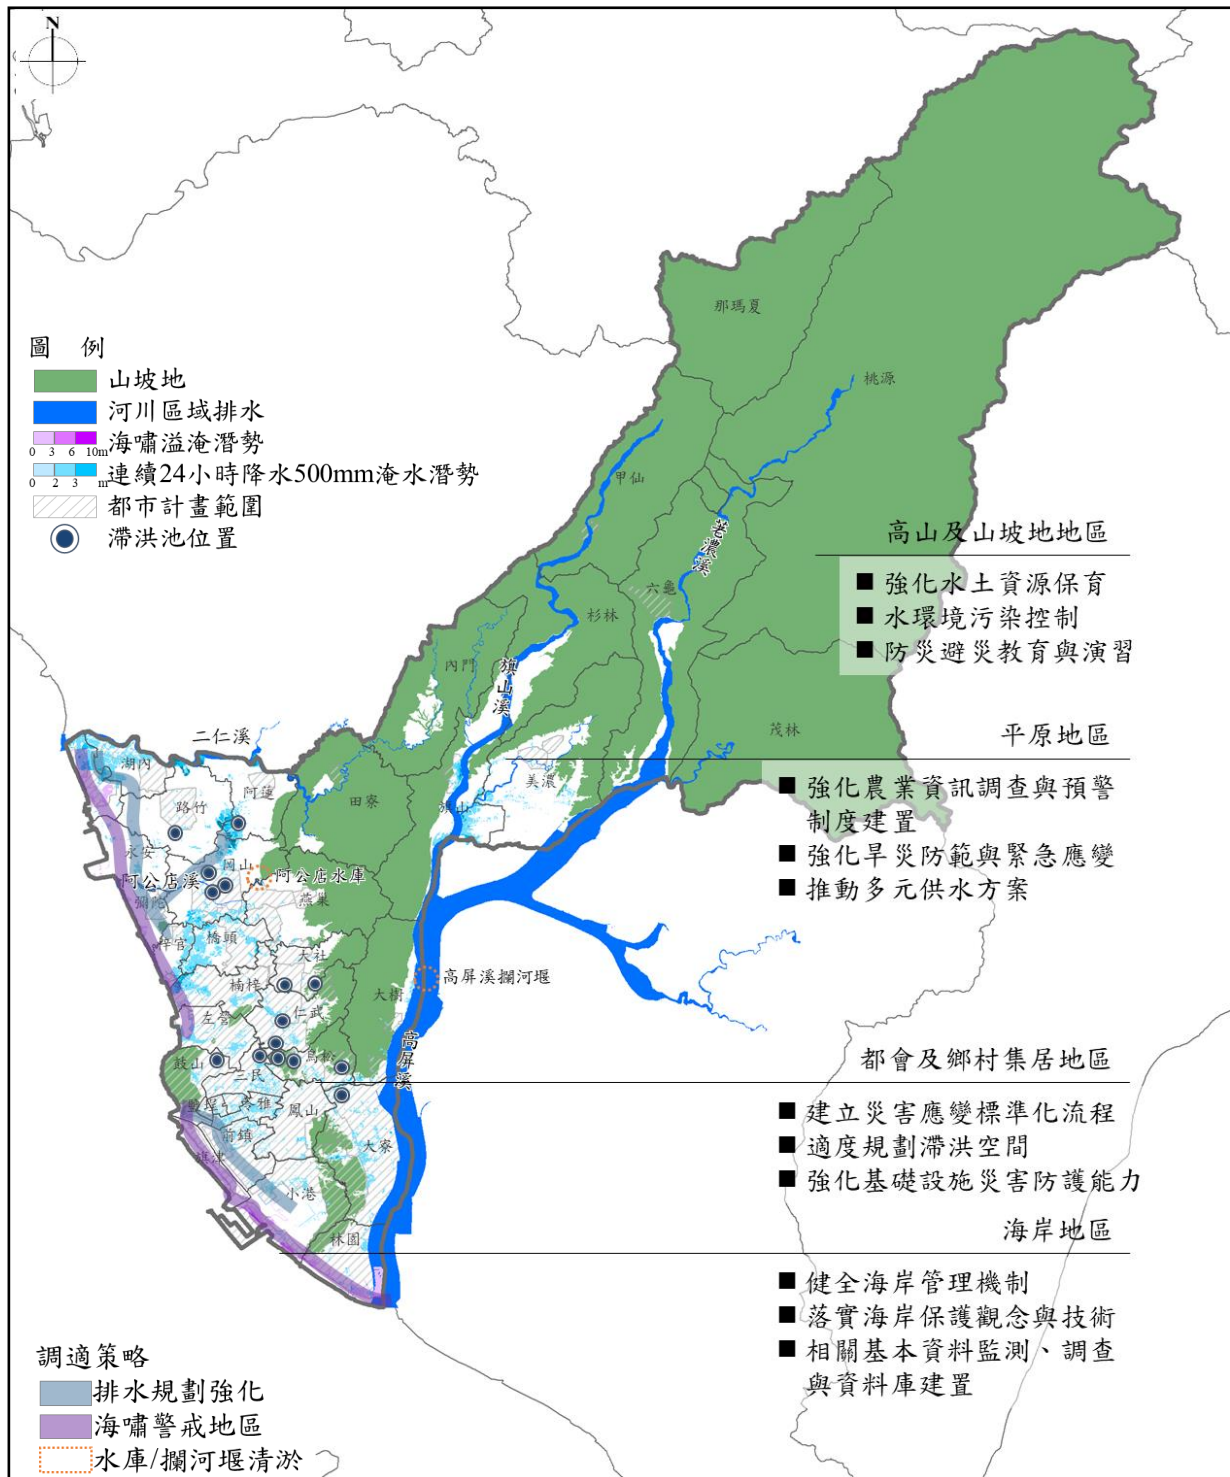 N
圖 例
山坡地
河川區域排水
海嘯溢淹潛勢
0 3 6 10m
連續24小時降水500mm淹水潛勢
0 2 3 m
都市計畫範圍
滯洪池位置
那瑪夏
桃源
甲仙
荖濃溪
六龜
杉林
內門
旗山溪
茂林
美濃
旗山
二仁溪
湖內
阿蓮
路竹
田寮
永安
岡山
阿公店溪
阿公店水庫
彌陀
燕巢
梓官
橋頭
大社
楠梓
大樹
高屏溪攔河堰
左營
仁武
高屏溪
鼓山
鳥松
三民
鳳山
前鎮
大寮
旗津
小港
林園
高山及山坡地地區
■ 強化水土資源保育
■ 水環境污染控制
■ 防災避災教育與演習
平原地區
■ 強化農業資訊調查與預警
制度建置
■ 強化旱災防範與緊急應變
■ 推動多元供水方案
都會及鄉村集居地區
■ 建立災害應變標準化流程
■ 適度規劃滯洪空間
■ 強化基礎設施災害防護能力
海岸地區
■ 健全海岸管理機制
■ 落實海岸保護觀念與技術
■ 相關基本資料監測、調查
與資料庫建置
調適策略
排水規劃強化
海嘯警戒地區
水庫/攔河堰清淤